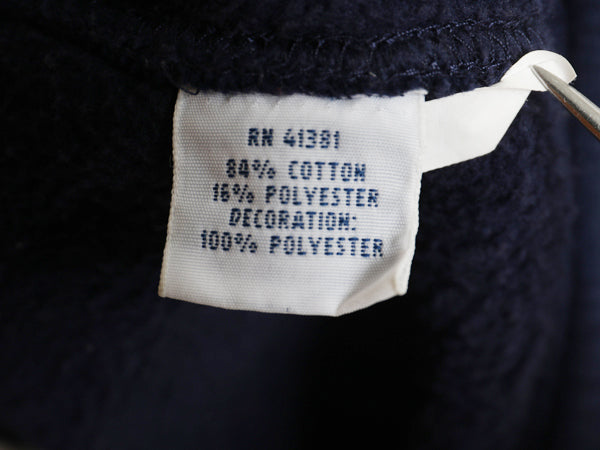 RN 41381
84% COTTON
16% POLYESTER
DECORATION:
100% POLYESTER